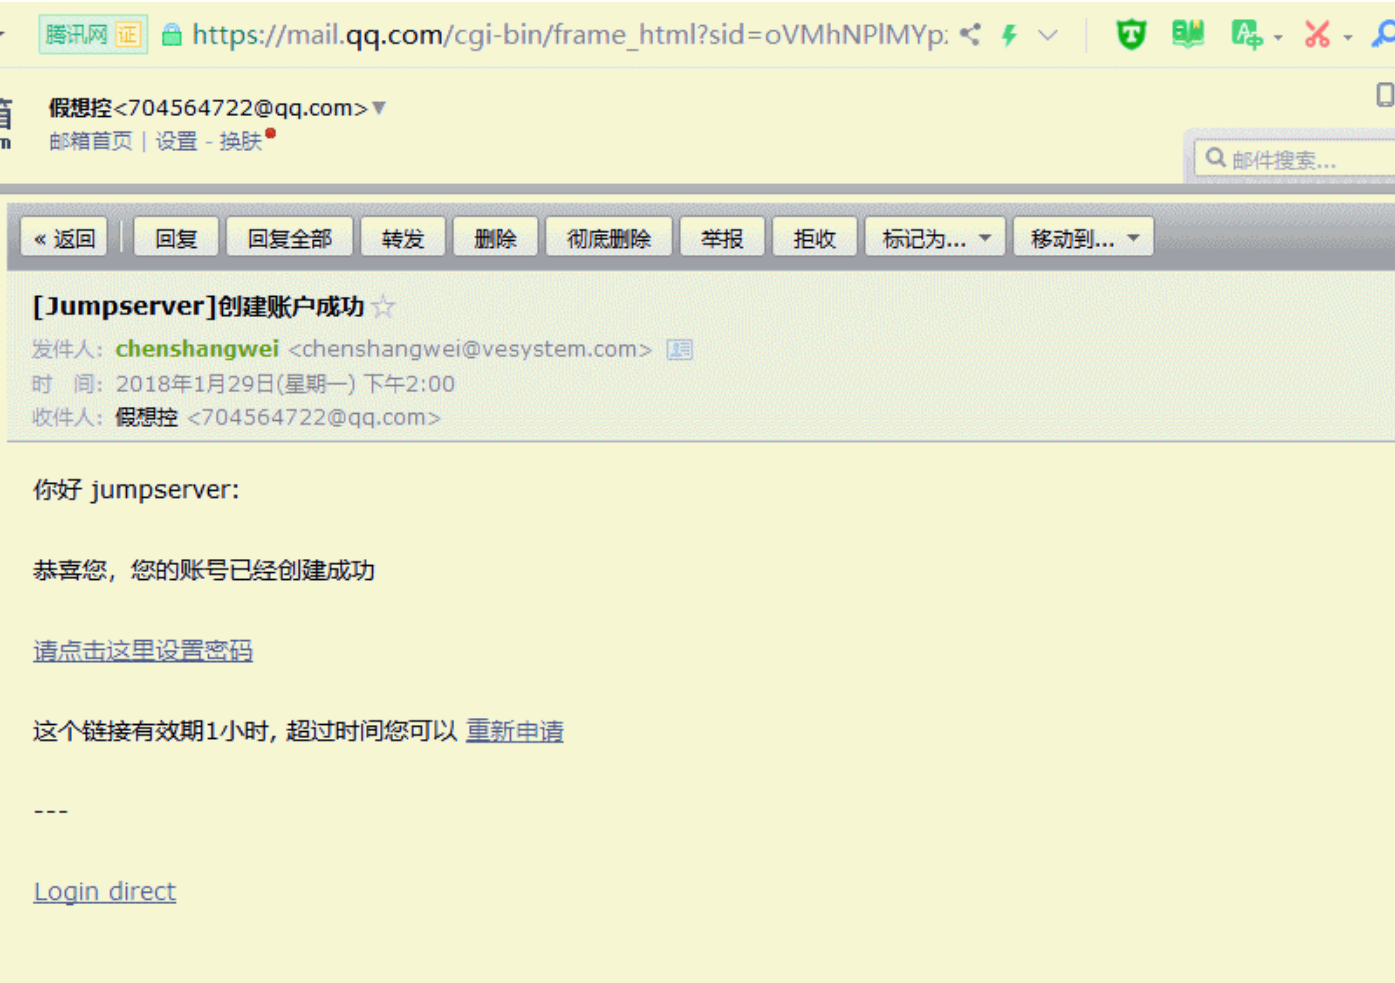 腾讯网 证 https://mail.qq.com/cgi-bin/frame_html?sid=oVMhNPlMYp
假想控<704564722@qq.com>▼
邮箱首页 | 设置 - 换肤
邮件搜索...
« 返回 回复 回复全部 转发 删除 彻底删除 举报 拒收 标记为... 移动到...
[Jumpserver]创建账户成功☆
发件人：chenshangwei <chenshangwei@vesystem.com>
时 间：2018年1月29日(星期一) 下午2:00
收件人：假想控 <704564722@qq.com>
你好 jumpserver:
恭喜您，您的账号已经创建成功
请点击这里设置密码
这个链接有效期1小时, 超过时间您可以 重新申请
---
Login direct